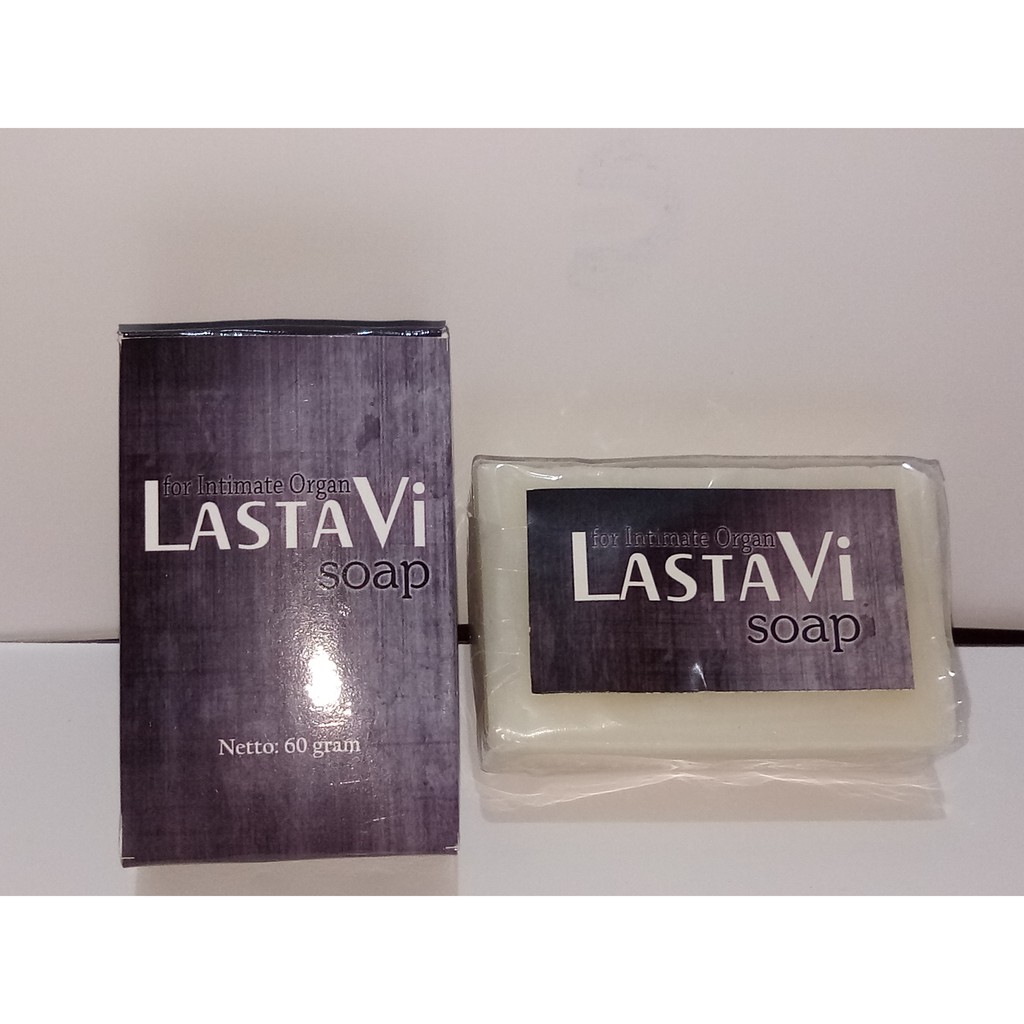 for Intimate Organ
LASTAVi
soap
Netto: 60 gram
for Intimate Organ
LASTAVi
soap